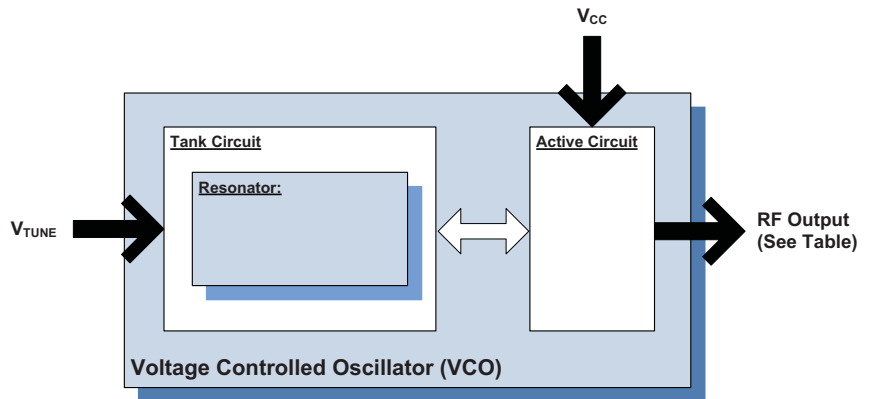 VCC
Tank Circuit
Active Circuit
Resonator:
VTUNE
RF Output
(See Table)
Voltage Controlled Oscillator (VCO)